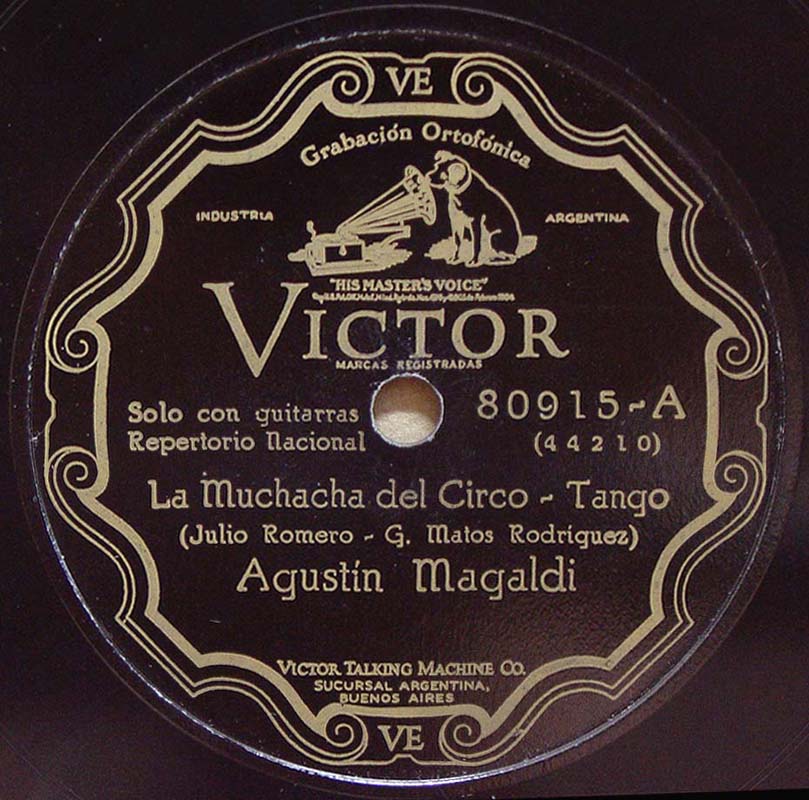 VE
Grabación Ortofónica
INDUSTRIA ARGENTINA
"HIS MASTER'S VOICE"
VICTOR
MARCAS REGISTRADAS
Solo con guitarras
Repertorio Nacional
80915-A
(44210)
La Muchacha del Circo - Tango
(Julio Romero - G. Matos Rodríguez)
Agustín Magaldi
VICTOR TALKING MACHINE CO.
SUCURSAL ARGENTINA,
BUENOS AIRES
VE